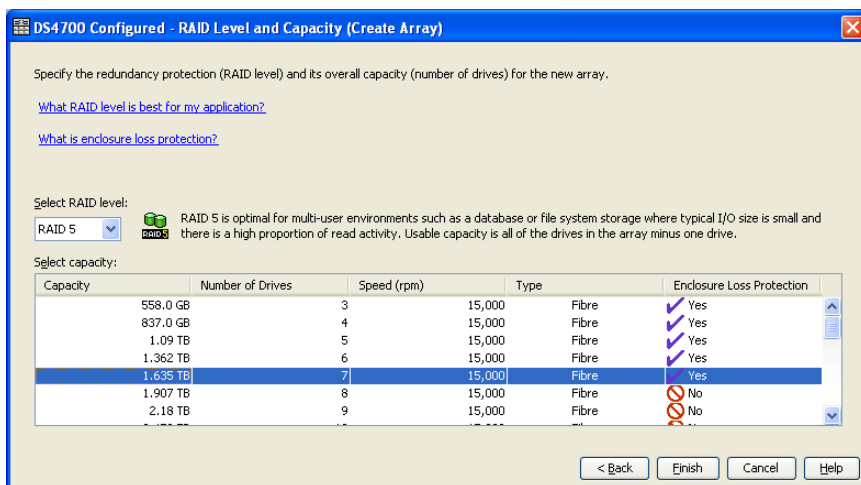 DS4700 Configured - RAID Level and Capacity (Create Array)
Specify the redundancy protection (RAID level) and its overall capacity (number of drives) for the new array.
What RAID level is best for my application?
What is enclosure loss protection?
Select RAID level:
RAID 5
RAID 5
RAID 5 is optimal for multi-user environments such as a database or file system storage where typical I/O size is small and
there is a high proportion of read activity. Usable capacity is all of the drives in the array minus one drive.
Select capacity:
Capacity Number of Drives Speed (rpm) Type Enclosure Loss Protection
558.0 GB 3 15,000 Fibre Yes
837.0 GB 4 15,000 Fibre Yes
1.09 TB 5 15,000 Fibre Yes
1.362 TB 6 15,000 Fibre Yes
1.635 TB 7 15,000 Fibre Yes
1.907 TB 8 15,000 Fibre No
2.18 TB 9 15,000 Fibre No
< Back Finish Cancel Help